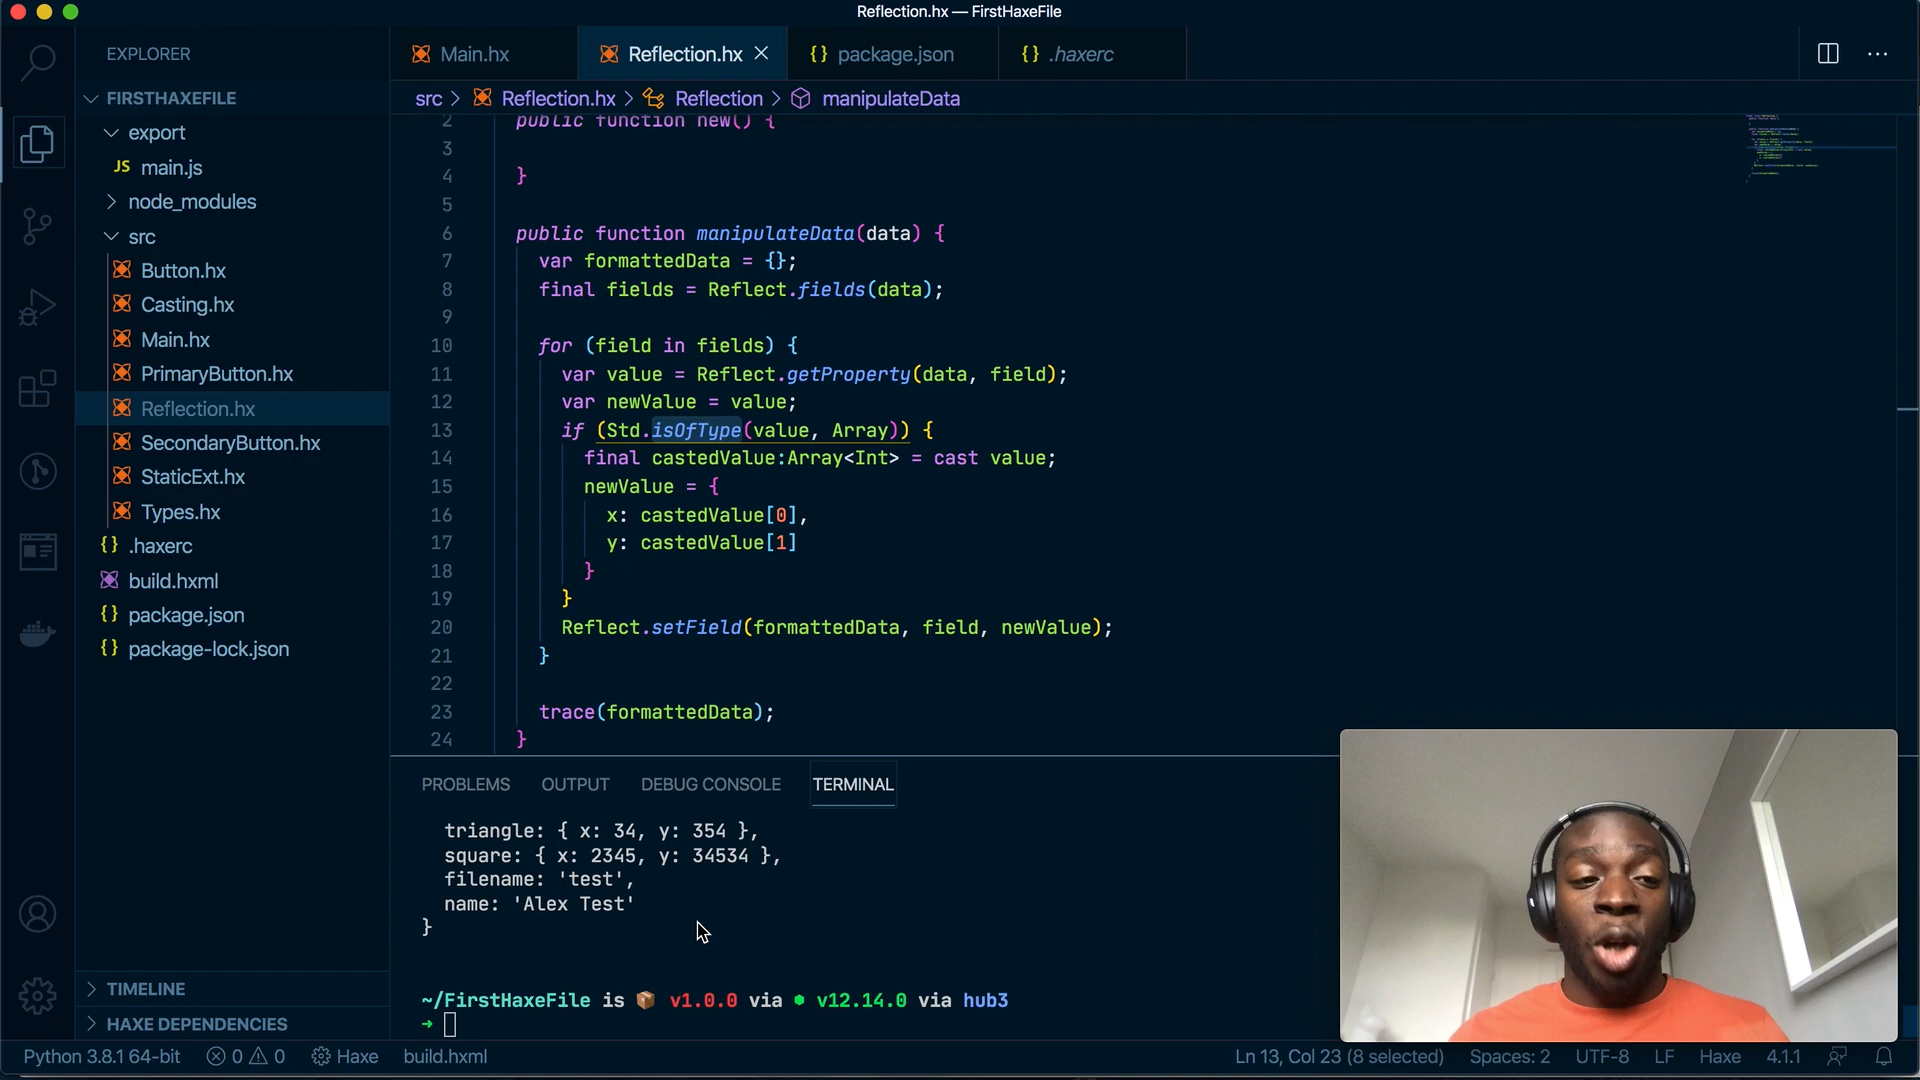 Reflection.hx — FirstHaxeFile
EXPLORER
FIRSTHAXEFILE
export
JS main.js
node_modules
src
Button.hx
Casting.hx
Main.hx
PrimaryButton.hx
Reflection.hx
SecondaryButton.hx
StaticExt.hx
Types.hx
{} .haxerc
build.hxml
{} package.json
{} package-lock.json
TIMELINE
HAXE DEPENDENCIES
Main.hx
Reflection.hx
{} package.json
{} .haxerc
src > Reflection.hx > Reflection > manipulateData
2 public function new() {
3
4 }
5
6 public function manipulateData(data) {
7 var formattedData = {};
8 final fields = Reflect.fields(data);
9
10 for (field in fields) {
11 var value = Reflect.getProperty(data, field);
12 var newValue = value;
13 if (Std.isOfType(value, Array)) {
14 final castedValue:Array<Int> = cast value;
15 newValue = {
16 x: castedValue[0],
17 y: castedValue[1]
18 }
19 }
20 Reflect.setField(formattedData, field, newValue);
21 }
22
23 trace(formattedData);
24 }
PROBLEMS OUTPUT DEBUG CONSOLE TERMINAL
triangle: { x: 34, y: 354 },
square: { x: 2345, y: 34534 },
filename: 'test',
name: 'Alex Test'
}
~/FirstHaxeFile is 📦 v1.0.0 via ⬢ v12.14.0 via hub3
➜
Python 3.8.1 64-bit 0 0 Haxe build.hxml Ln 13, Col 23 (8 selected) Spaces: 2 UTF-8 LF Haxe 4.1.1